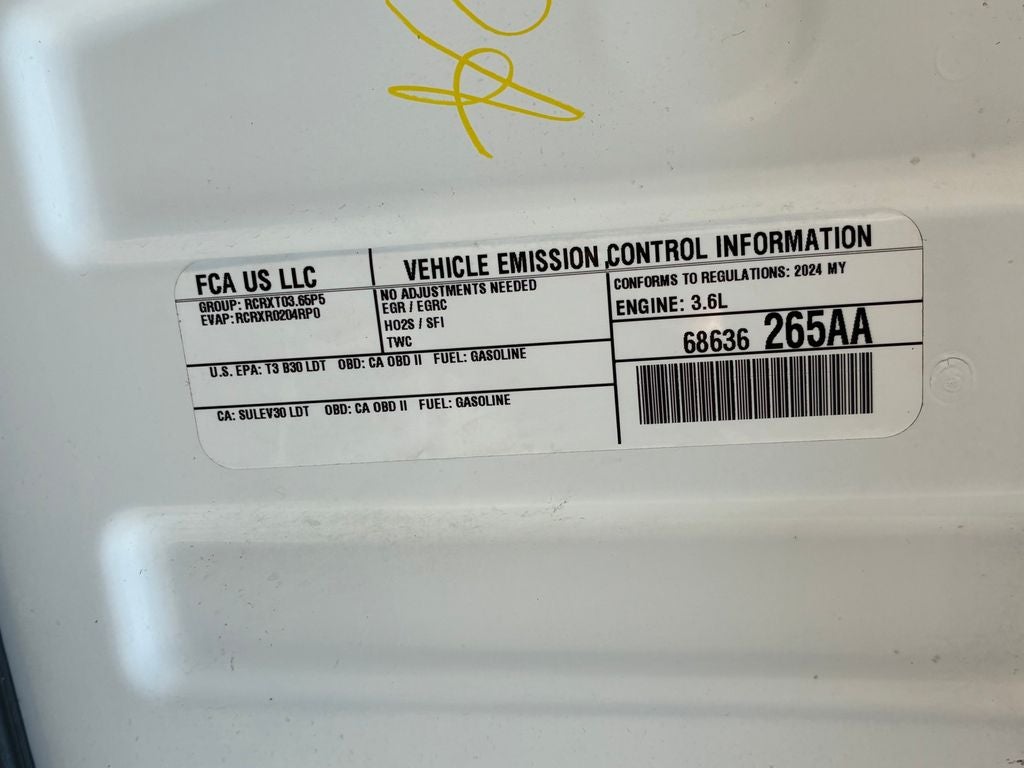 FCA US LLC
VEHICLE EMISSION CONTROL INFORMATION
GROUP: RCRXT03.65P5
EVAP: RCRXR0204RP0
NO ADJUSTMENTS NEEDED
EGR / EGRC
HO2S / SFI
TWC
CONFORMS TO REGULATIONS: 2024 MY
ENGINE: 3.6L
68636 265AA
U.S. EPA: T3 B30 LDT OBD: CA OBD II FUEL: GASOLINE
CA: SULEV30 LDT OBD: CA OBD II FUEL: GASOLINE